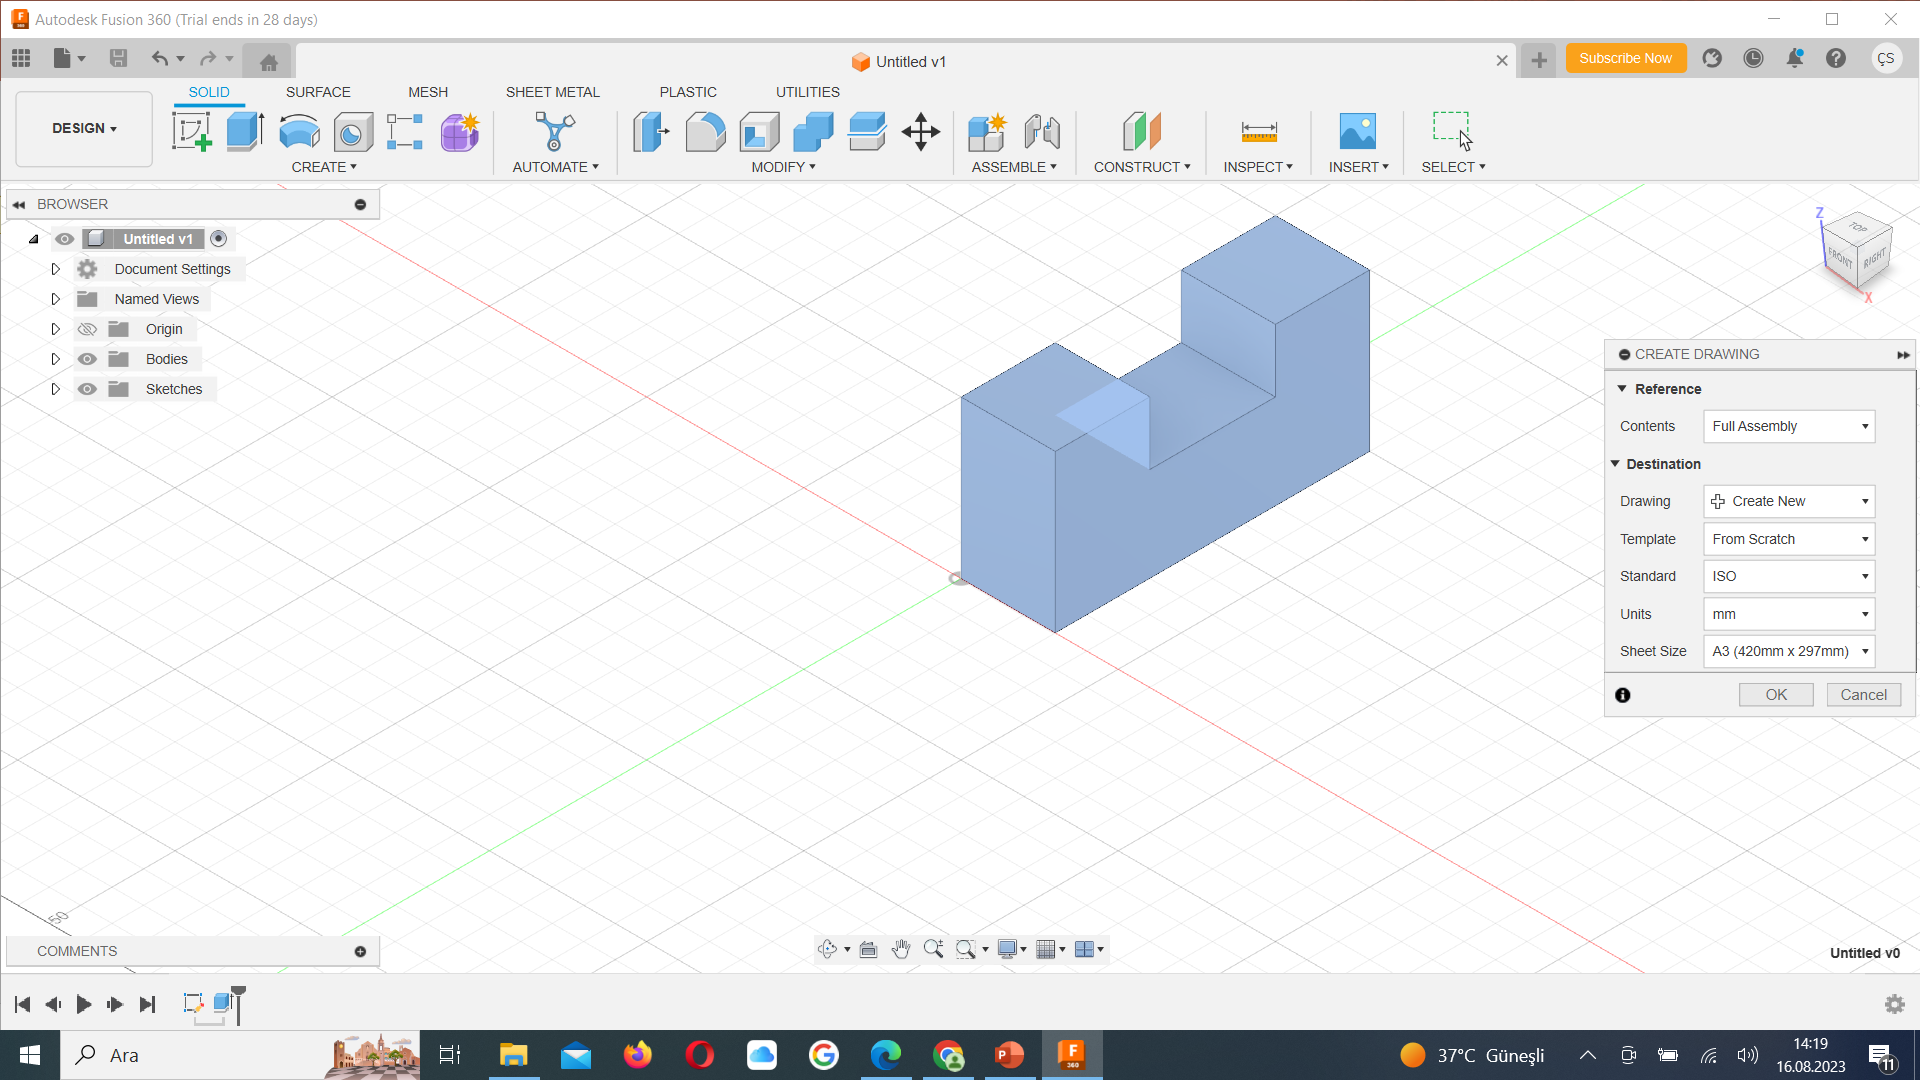 Autodesk Fusion 360 (Trial ends in 28 days)
Untitled v1
Subscribe Now
ÇS
DESIGN
SOLID
SURFACE
MESH
SHEET METAL
PLASTIC
UTILITIES
CREATE
AUTOMATE
MODIFY
ASSEMBLE
CONSTRUCT
INSPECT
INSERT
SELECT
BROWSER
Untitled v1
Document Settings
Named Views
Origin
Bodies
Sketches
Z
TOP
FRONT
RIGHT
X
CREATE DRAWING
Reference
Contents Full Assembly
Destination
Drawing Create New
Template From Scratch
Standard ISO
Units mm
Sheet Size A3 (420mm x 297mm)
OK Cancel
50
COMMENTS
Untitled v0
Ara
37°C Güneşli
14:19
16.08.2023
11